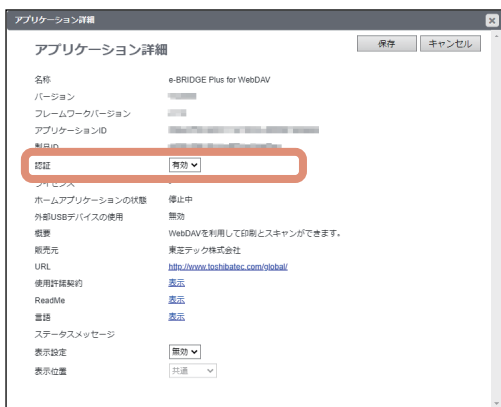 アプリケーション詳細
アプリケーション詳細
保存 キャンセル
名称 e-BRIDGE Plus for WebDAV
バージョン
フレームワークバージョン
アプリケーションID
製品ID
認証 有効
ライセンス -
ホームアプリケーションの状態 停止中
外部USBデバイスの使用 無効
概要 WebDAVを利用して印刷とスキャンができます。
販売元 東芝テック株式会社
URL http://www.toshibatec.com/global/
使用許諾契約 表示
ReadMe 表示
言語 表示
ステータスメッセージ
表示設定 無効
表示位置 共通